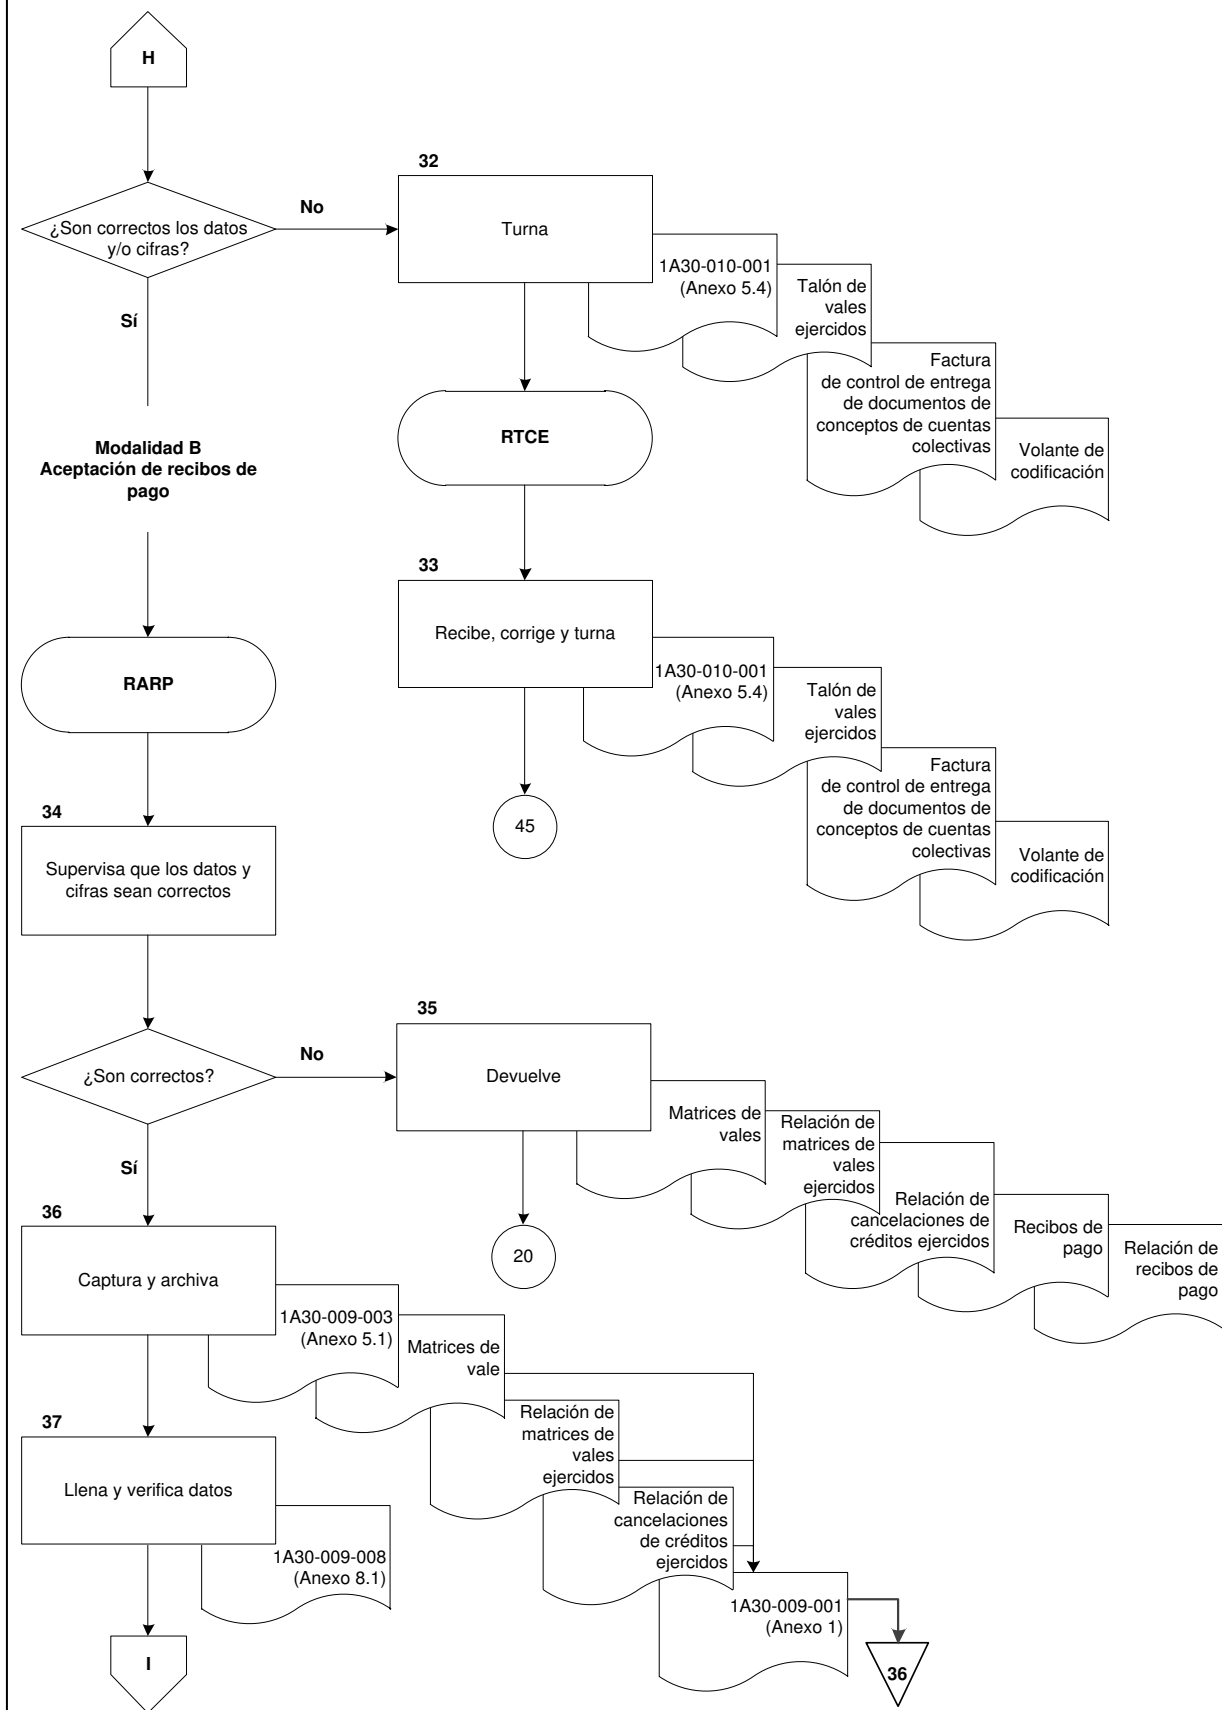 H
¿Son correctos los datos
y/o cifras?
No
Sí
32
Turna
1A30-010-001
(Anexo 5.4)
Talón de
vales
ejercidos
Factura
de control de entrega
de documentos de
conceptos de cuentas
colectivas
Volante de
codificación
RTCE
Modalidad B
Aceptación de recibos de
pago
33
Recibe, corrige y turna
1A30-010-001
(Anexo 5.4)
Talón de
vales
ejercidos
Factura
de control de entrega
de documentos de
conceptos de cuentas
colectivas
Volante de
codificación
45
RARP
34
Supervisa que los datos y
cifras sean correctos
¿Son correctos?
No
Sí
35
Devuelve
Matrices de
vales
Relación de
matrices de
vales
ejercidos
Relación de
cancelaciones de
créditos ejercidos
Recibos de
pago
Relación de
recibos de
pago
20
36
Captura y archiva
1A30-009-003
(Anexo 5.1)
Matrices de
vale
Relación de
matrices de
vales
ejercidos
Relación de
cancelaciones
de créditos
ejercidos
1A30-009-001
(Anexo 1)
36
37
Llena y verifica datos
1A30-009-008
(Anexo 8.1)
I